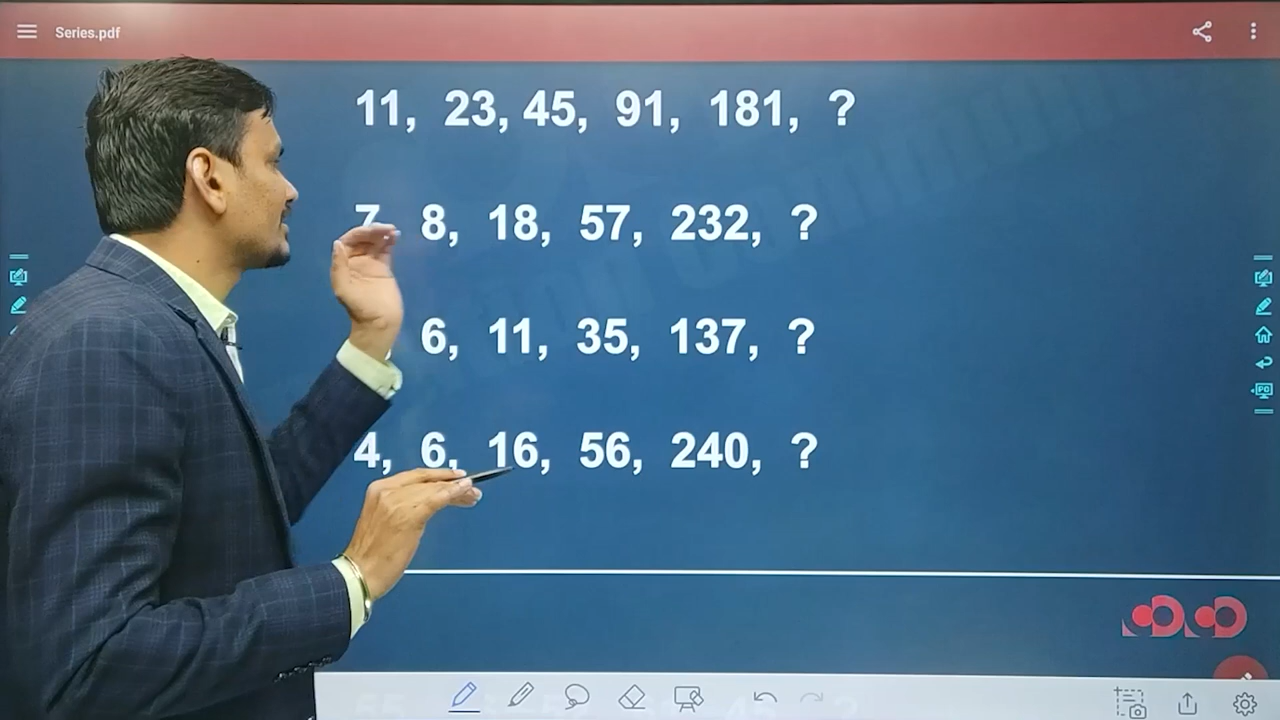 Series.pdf
11, 23, 45, 91, 181, ?
7 8, 18, 57, 232, ?
6, 11, 35, 137, ?
4, 6, 16, 56, 240, ?